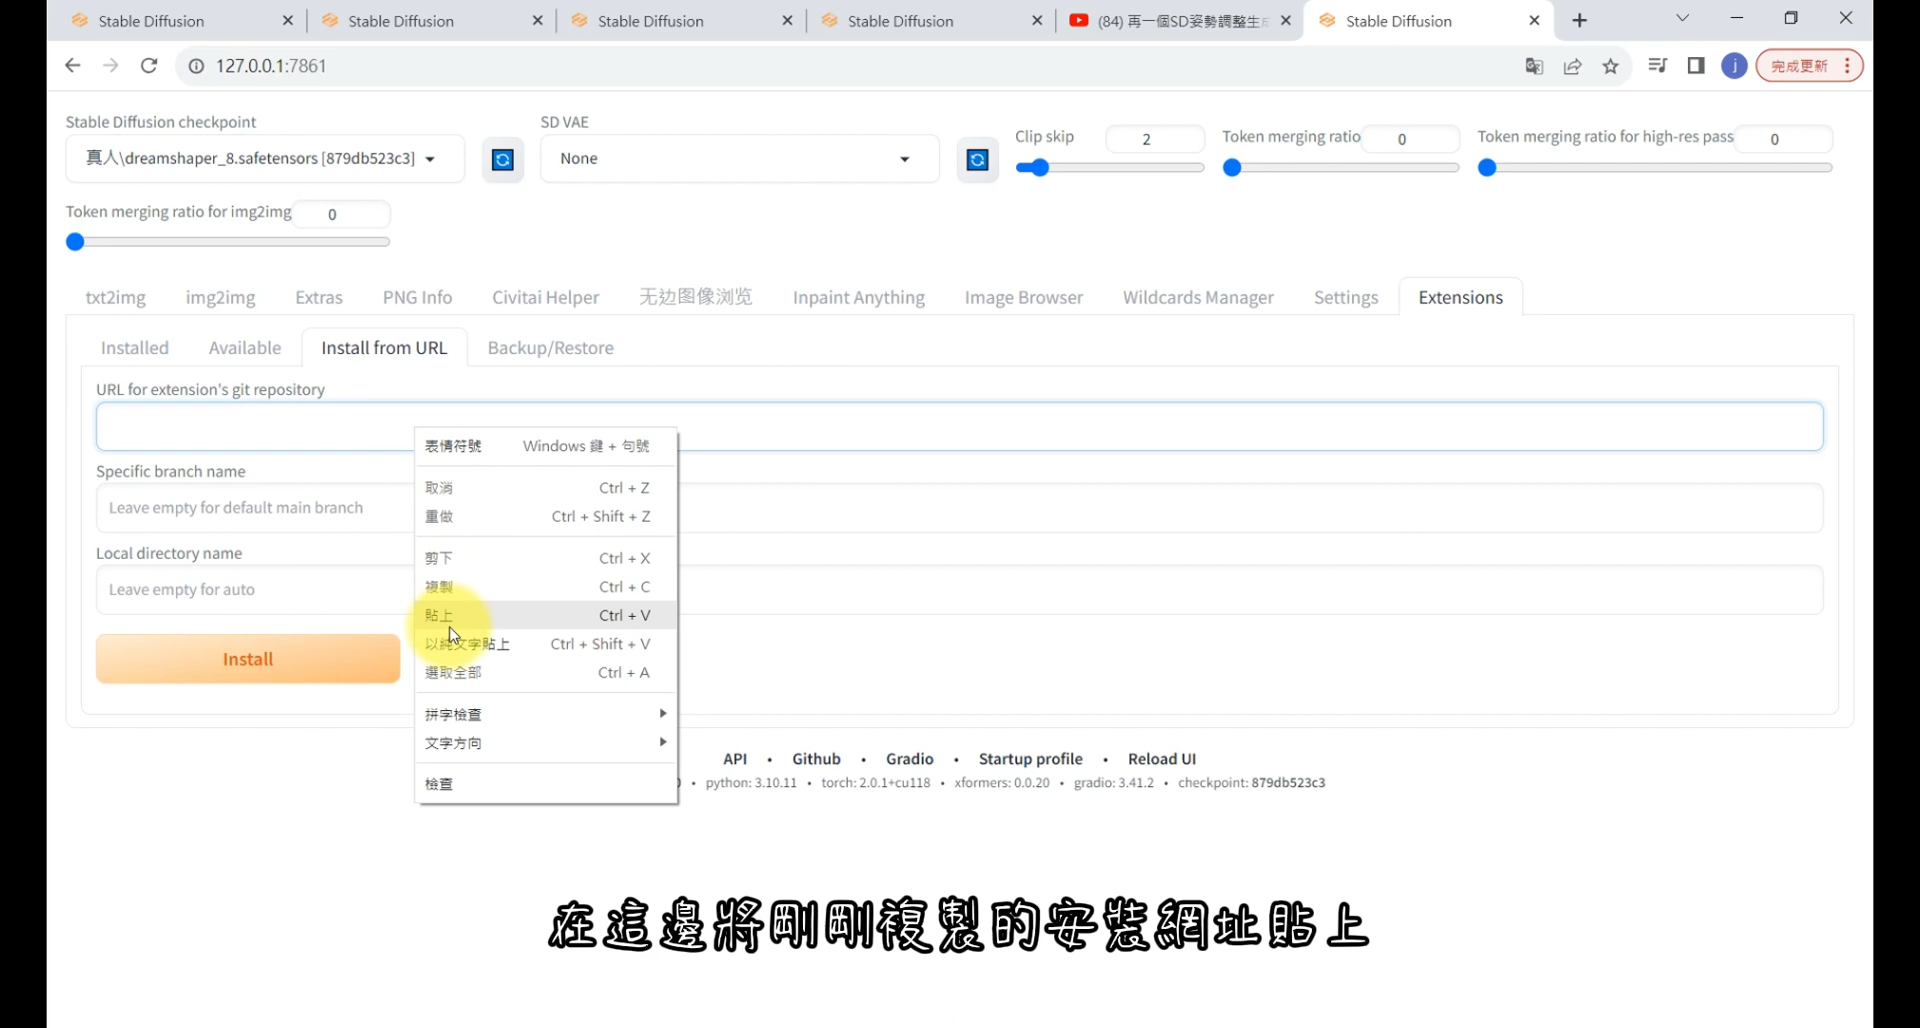 Stable Diffusion
Stable Diffusion
Stable Diffusion
Stable Diffusion
(84) 再一個SD姿勢調整生
Stable Diffusion
127.0.0.1:7861
j
完成更新
Stable Diffusion checkpoint
真人\dreamshaper_8.safetensors [879db523c3]
SD VAE
None
Clip skip
2
Token merging ratio
0
Token merging ratio for high-res pass
0
Token merging ratio for img2img
0
txt2img
img2img
Extras
PNG Info
Civitai Helper
无边图像浏览
Inpaint Anything
Image Browser
Wildcards Manager
Settings
Extensions
Installed
Available
Install from URL
Backup/Restore
URL for extension's git repository
Specific branch name
Leave empty for default main branch
Local directory name
Leave empty for auto
Install
表情符號 Windows 鍵 + 句號
取消 Ctrl + Z
重做 Ctrl + Shift + Z
剪下 Ctrl + X
複製 Ctrl + C
貼上 Ctrl + V
以純文字貼上 Ctrl + Shift + V
選取全部 Ctrl + A
拼字檢查
文字方向
檢查
API • Github • Gradio • Startup profile • Reload UI
• python: 3.10.11 • torch: 2.0.1+cu118 • xformers: 0.0.20 • gradio: 3.41.2 • checkpoint: 879db523c3
在這邊將剛剛複製的安裝網址貼上